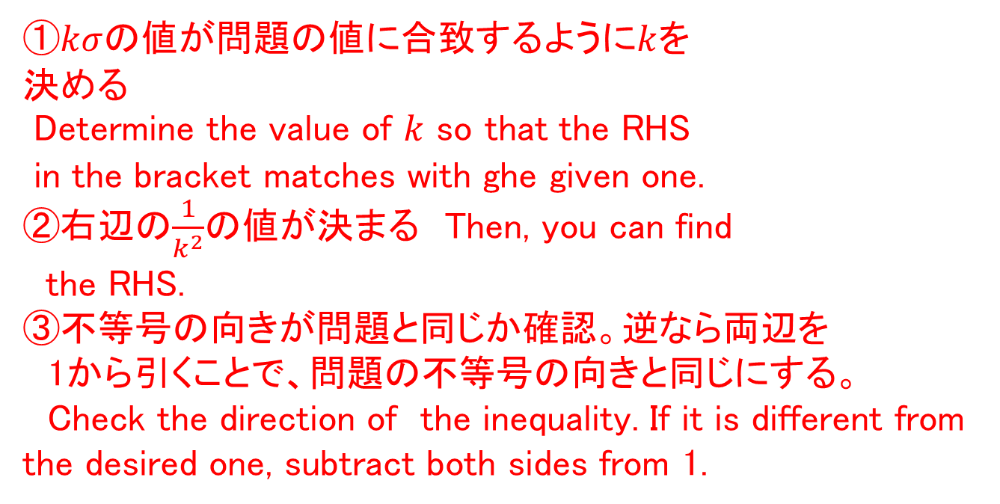 ①kσの値が問題の値に合致するようにkを
決める
Determine the value of k so that the RHS
in the bracket matches with ghe given one.
②右辺の1/k²の値が決まる Then, you can find
the RHS.
③不等号の向きが問題と同じか確認。逆なら両辺を
1から引くことで、問題の不等号の向きと同じにする。
Check the direction of the inequality. If it is different from
the desired one, subtract both sides from 1.